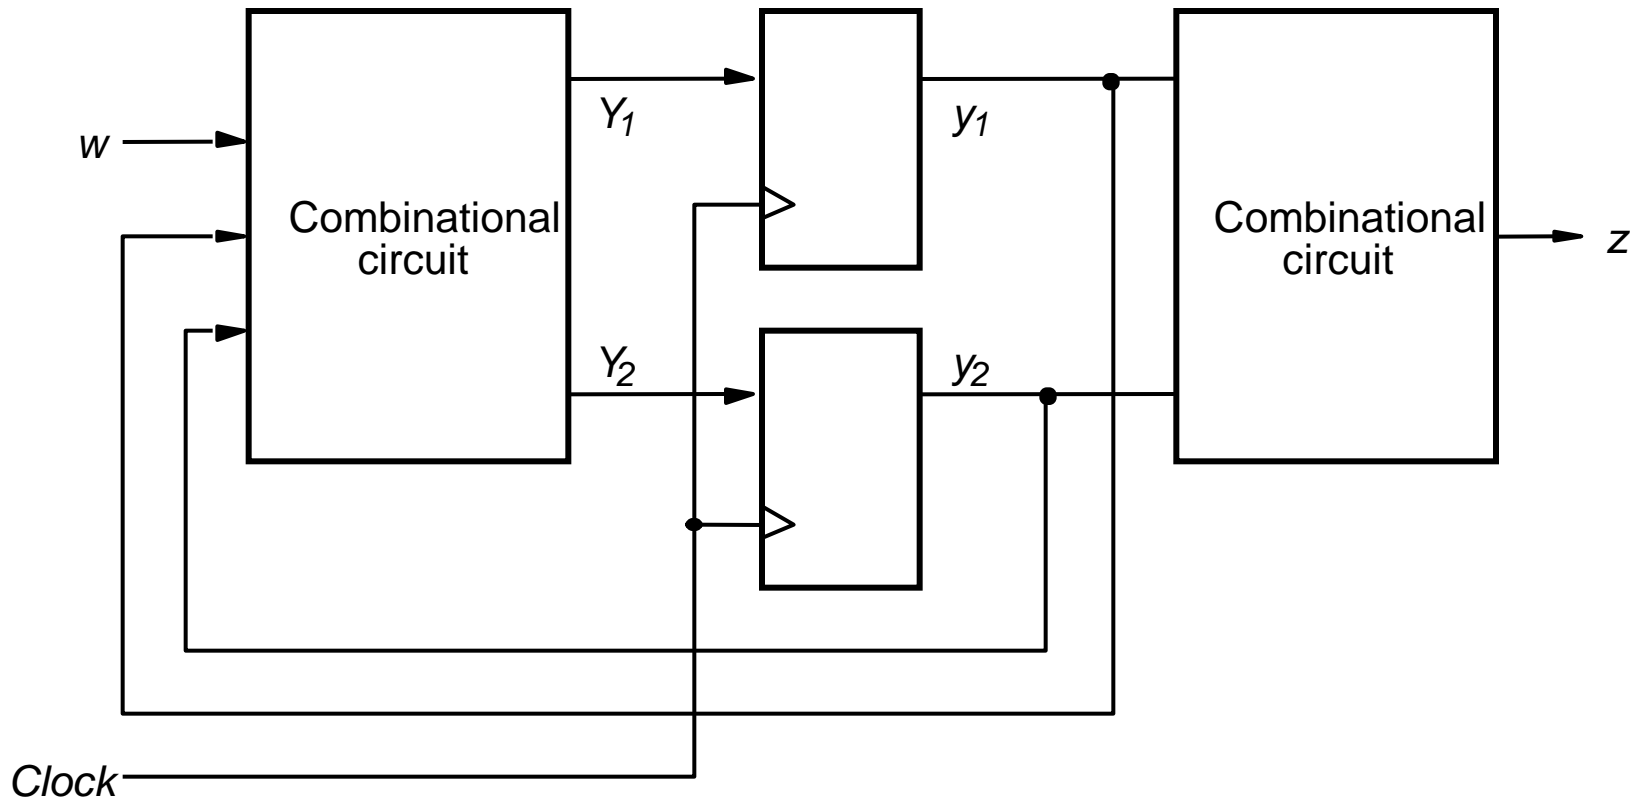 w
Combinational
circuit
Y1
Y2
y1
y2
Combinational
circuit
z
Clock